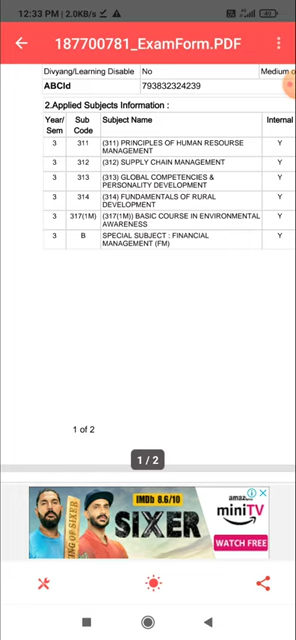 12:33 PM | 2.0KB/s
187700781_ExamForm.PDF
Divyang/Learning Disable No Medium o
ABCId 793832324239
2.Applied Subjects Information :
Year/ Sem Sub Code Subject Name Internal
3 311 (311) PRINCIPLES OF HUMAN RESOURSE MANAGEMENT Y
3 312 (312) SUPPLY CHAIN MANAGEMENT Y
3 313 (313) GLOBAL COMPETENCIES & PERSONALITY DEVELOPMENT Y
3 314 (314) FUNDAMENTALS OF RURAL DEVELOPMENT Y
3 317(1M) (317(1M)) BASIC COURSE IN ENVIRONMENTAL AWARENESS Y
3 B SPECIAL SUBJECT : FINANCIAL MANAGEMENT (FM) Y
1 of 2
1 / 2
KING OF SIXER
IMDb 8.6/10
SIXER
amazon
miniTV
WATCH FREE